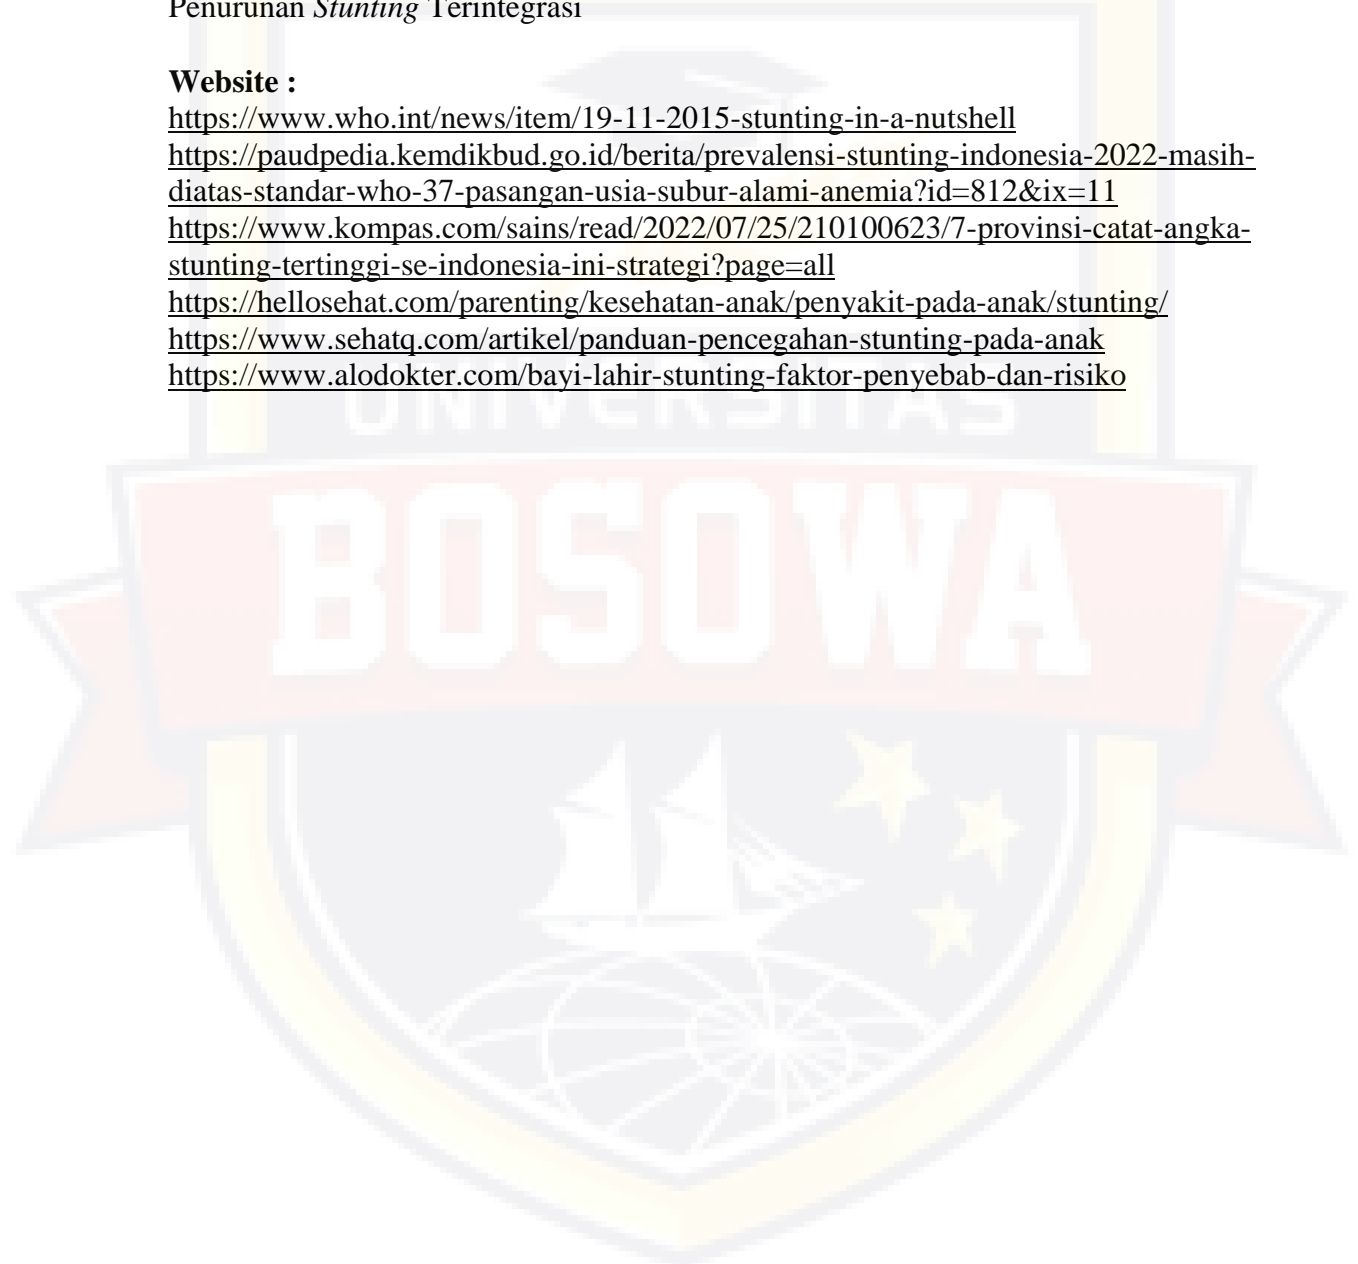 Penurunan Stunting Terintegrasi
Website :
https://www.who.int/news/item/19-11-2015-stunting-in-a-nutshell
https://paudpedia.kemdikbud.go.id/berita/prevalensi-stunting-indonesia-2022-masih-
diatas-standar-who-37-pasangan-usia-subur-alami-anemia?id=812&ix=11
https://www.kompas.com/sains/read/2022/07/25/210100623/7-provinsi-catat-angka-
stunting-tertinggi-se-indonesia-ini-strategi?page=all
https://hellosehat.com/parenting/kesehatan-anak/penyakit-pada-anak/stunting/
https://www.sehatq.com/artikel/panduan-pencegahan-stunting-pada-anak
https://www.alodokter.com/bayi-lahir-stunting-faktor-penyebab-dan-risiko
UNIVERSITAS
BOSOWA